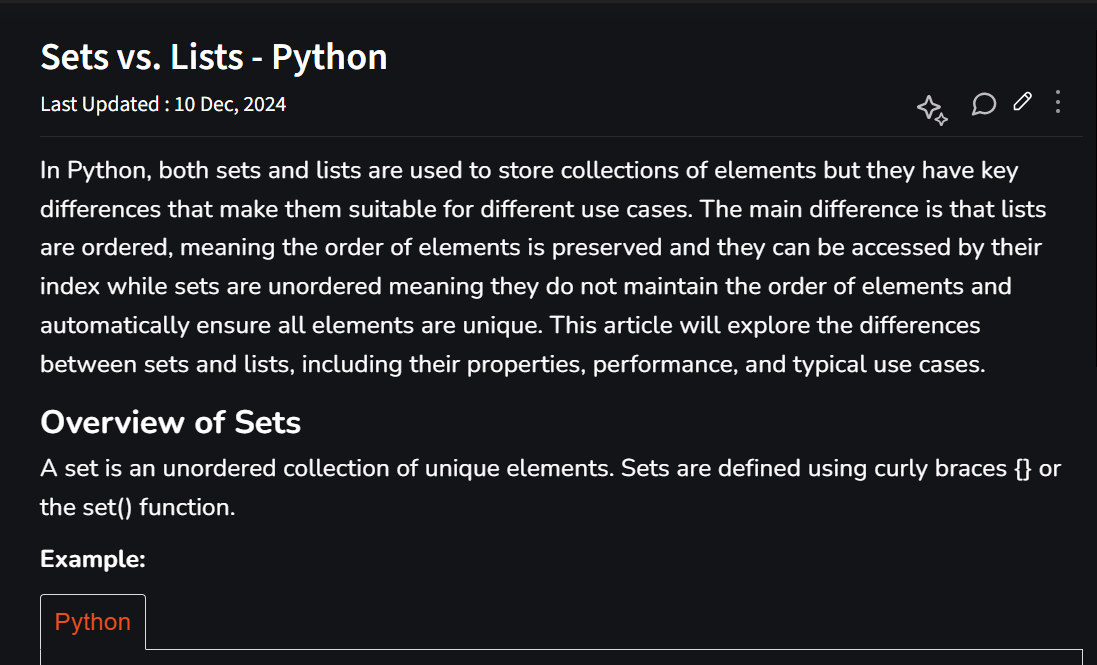 Sets vs. Lists - Python
Last Updated : 10 Dec, 2024
In Python, both sets and lists are used to store collections of elements but they have key
differences that make them suitable for different use cases. The main difference is that lists
are ordered, meaning the order of elements is preserved and they can be accessed by their
index while sets are unordered meaning they do not maintain the order of elements and
automatically ensure all elements are unique. This article will explore the differences
between sets and lists, including their properties, performance, and typical use cases.
Overview of Sets
A set is an unordered collection of unique elements. Sets are defined using curly braces {} or
the set() function.
Example:
Python